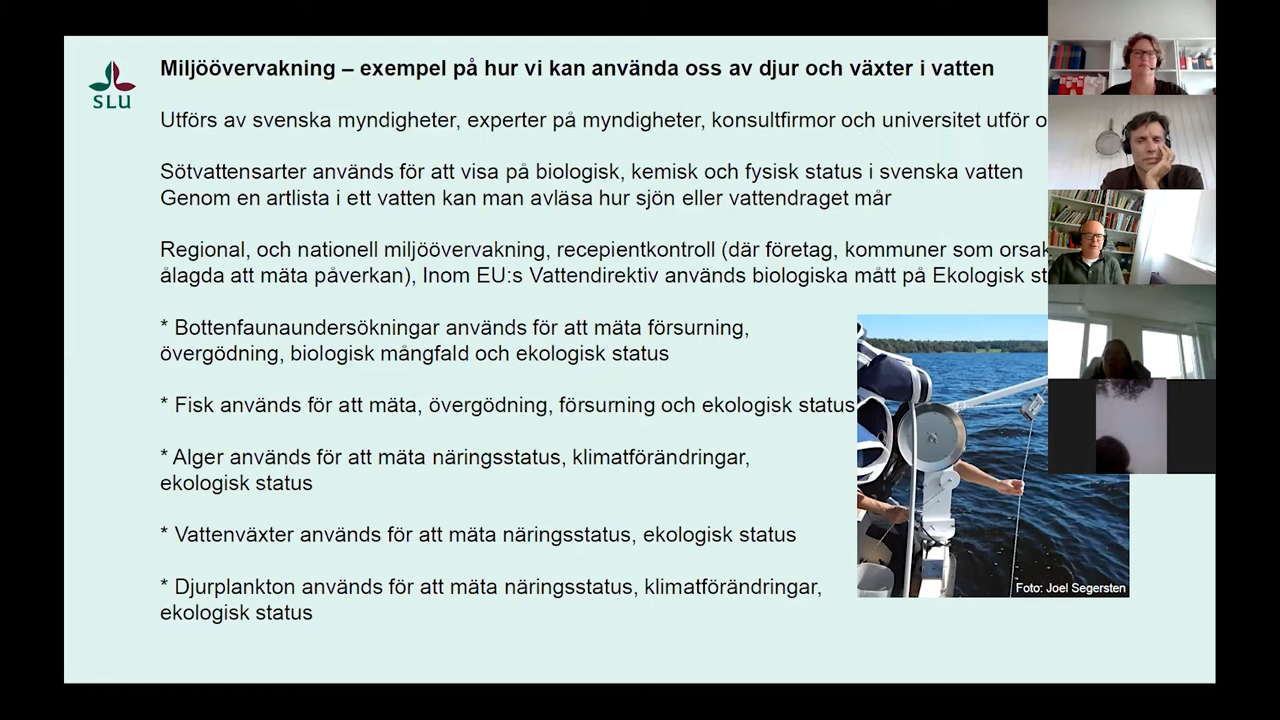 SLU
Miljöövervakning – exempel på hur vi kan använda oss av djur och växter i vatten
Utförs av svenska myndigheter, experter på myndigheter, konsultfirmor och universitet utför o
Sötvattensarter används för att visa på biologisk, kemisk och fysisk status i svenska vatten
Genom en artlista i ett vatten kan man avläsa hur sjön eller vattendraget mår
Regional, och nationell miljöövervakning, recepientkontroll (där företag, kommuner som orsak
ålagda att mäta påverkan), Inom EU:s Vattendirektiv används biologiska mått på Ekologisk st
* Bottenfaunaundersökningar används för att mäta försurning,
övergödning, biologisk mångfald och ekologisk status
* Fisk används för att mäta, övergödning, försurning och ekologisk status
* Alger används för att mäta näringsstatus, klimatförändringar,
ekologisk status
* Vattenväxter används för att mäta näringsstatus, ekologisk status
* Djurplankton används för att mäta näringsstatus, klimatförändringar,
ekologisk status
Foto: Joel Segersten